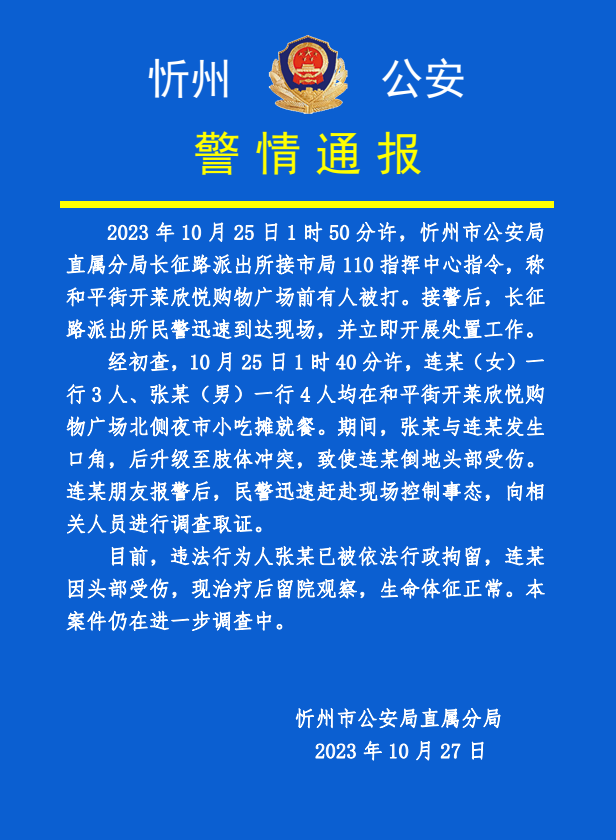 忻州 公安
警情通报
2023 年 10 月 25 日 1 时 50 分许，忻州市公安局
直属分局长征路派出所接市局 110 指挥中心指令，称
和平街开莱欣悦购物广场前有人被打。接警后，长征
路派出所民警迅速到达现场，并立即开展处置工作。
经初查，10 月 25 日 1 时 40 分许，连某（女）一
行 3 人、张某（男）一行 4 人均在和平街开莱欣悦购
物广场北侧夜市小吃摊就餐。期间，张某与连某发生
口角，后升级至肢体冲突，致使连某倒地头部受伤。
连某朋友报警后，民警迅速赶赴现场控制事态，向相
关人员进行调查取证。
目前，违法行为人张某已被依法行政拘留，连某
因头部受伤，现治疗后留院观察，生命体征正常。本
案件仍在进一步调查中。
忻州市公安局直属分局
2023 年 10 月 27 日